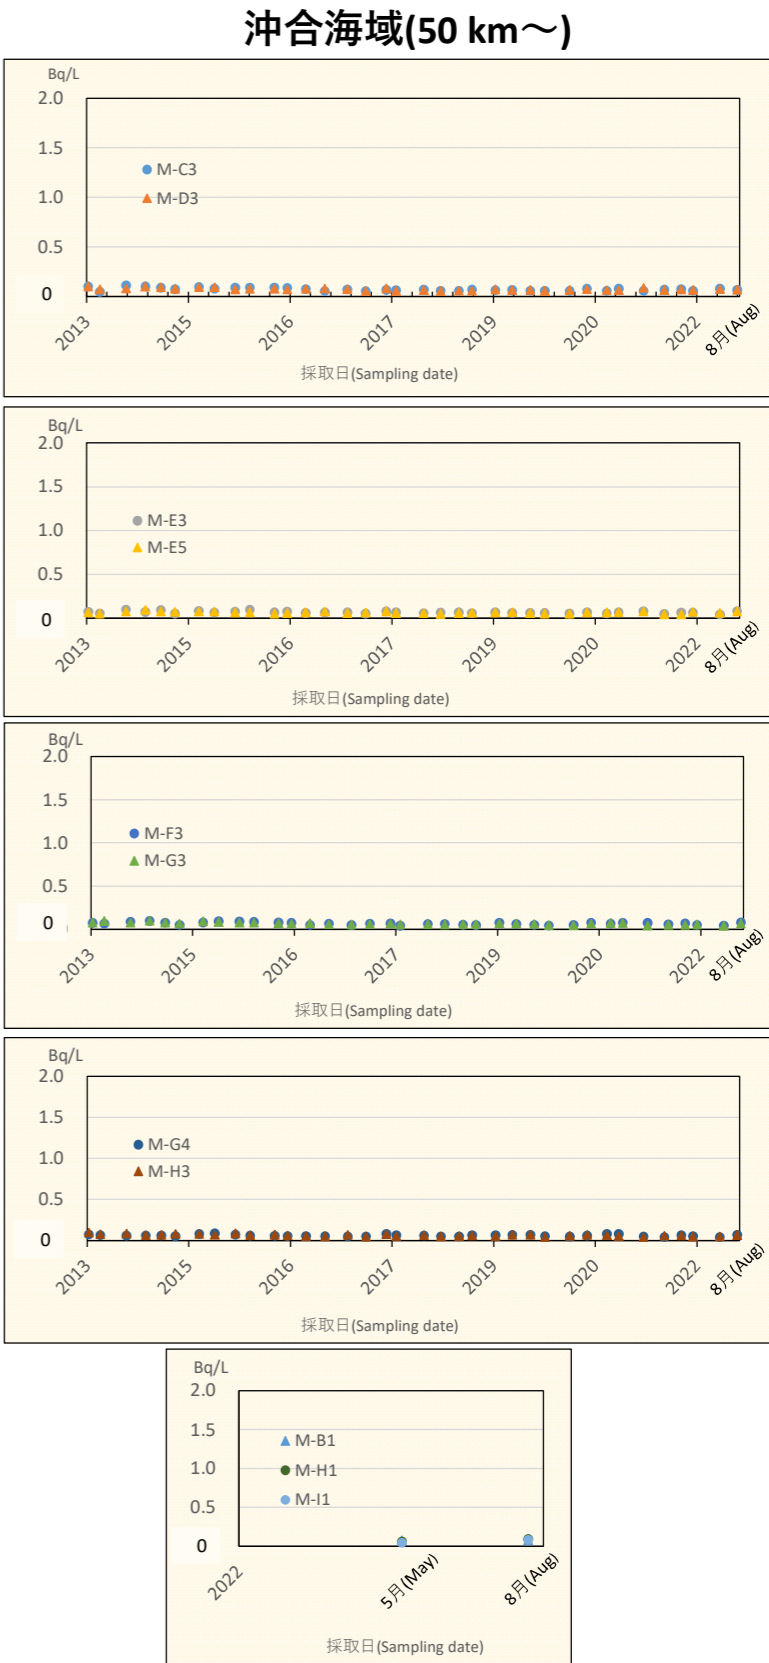 沖合海域(50 km～)
Bq/L
2.0
1.5
1.0
0.5
0
M-C3
M-D3
2013
2015
2016
2017
2019
2020
2022
8月(Aug)
採取日(Sampling date)
Bq/L
2.0
1.5
1.0
0.5
0
M-E3
M-E5
2013
2015
2016
2017
2019
2020
2022
8月(Aug)
採取日(Sampling date)
Bq/L
2.0
1.5
1.0
0.5
0
M-F3
M-G3
2013
2015
2016
2017
2019
2020
2022
8月(Aug)
採取日(Sampling date)
Bq/L
2.0
1.5
1.0
0.5
0
M-G4
M-H3
2013
2015
2016
2017
2019
2020
2022
8月(Aug)
採取日(Sampling date)
Bq/L
2.0
1.5
1.0
0.5
0
M-B1
M-H1
M-I1
2022
5月(May)
8月(Aug)
採取日(Sampling date)